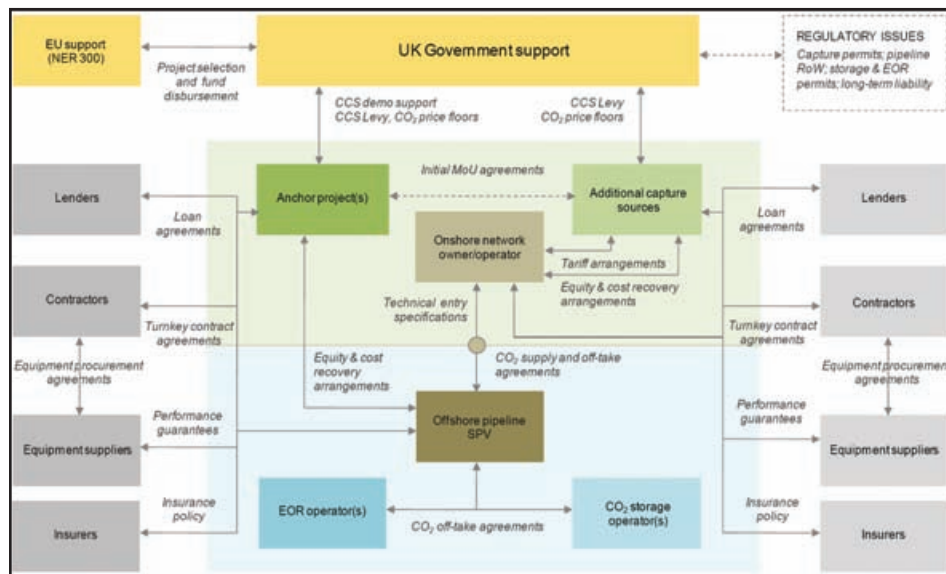 EU support
(NER 300)
UK Government support
REGULATORY ISSUES
Capture permits; pipeline
RoW; storage & EOR
permits; long-term liability
Project selection
and fund
disbursement
CCS demo support
CCS Levy, CO2 price floors
CCS Levy
CO2 price floors
Lenders
Anchor project(s)
Initial MoU agreements
Additional capture
sources
Lenders
Loan
agreements
Onshore network
owner/operator
Loan
agreements
Tariff arrangements
Equity & cost recovery
arrangements
Contractors
Technical entry
specifications
Contractors
Turnkey contract
agreements
Turnkey contract
agreements
Equipment procurement
agreements
Equity & cost
recovery
arrangements
CO2 supply and off-take
agreements
Equipment procurement
agreements
Performance
guarantees
Offshore pipeline
SPV
Performance
guarantees
Equipment suppliers
Equipment suppliers
Insurance
policy
EOR operator(s)
CO2 off-take agreements
CO2 storage
operator(s)
Insurance
policy
Insurers
Insurers